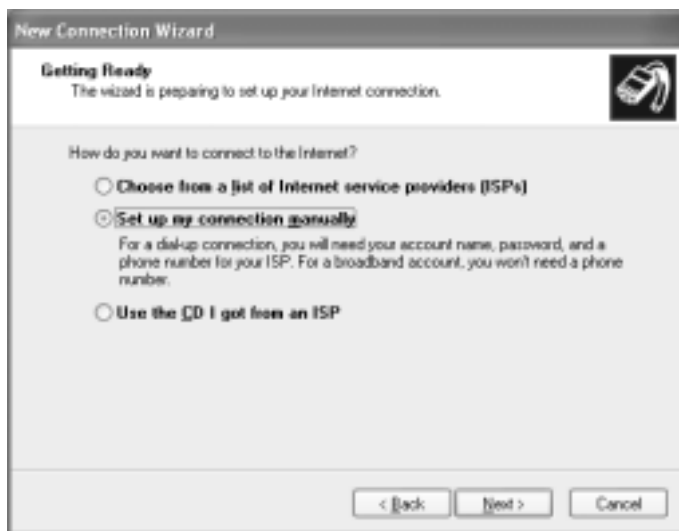 New Connection Wizard
Getting Ready
The wizard is preparing to set up your Internet connection.
How do you want to connect to the Internet?
Choose from a list of Internet service providers (ISPs)
Set up my connection manually
For a dial-up connection, you will need your account name, password, and a
phone number for your ISP. For a broadband account, you won't need a phone
number.
Use the CD I got from an ISP
< Back
Next >
Cancel